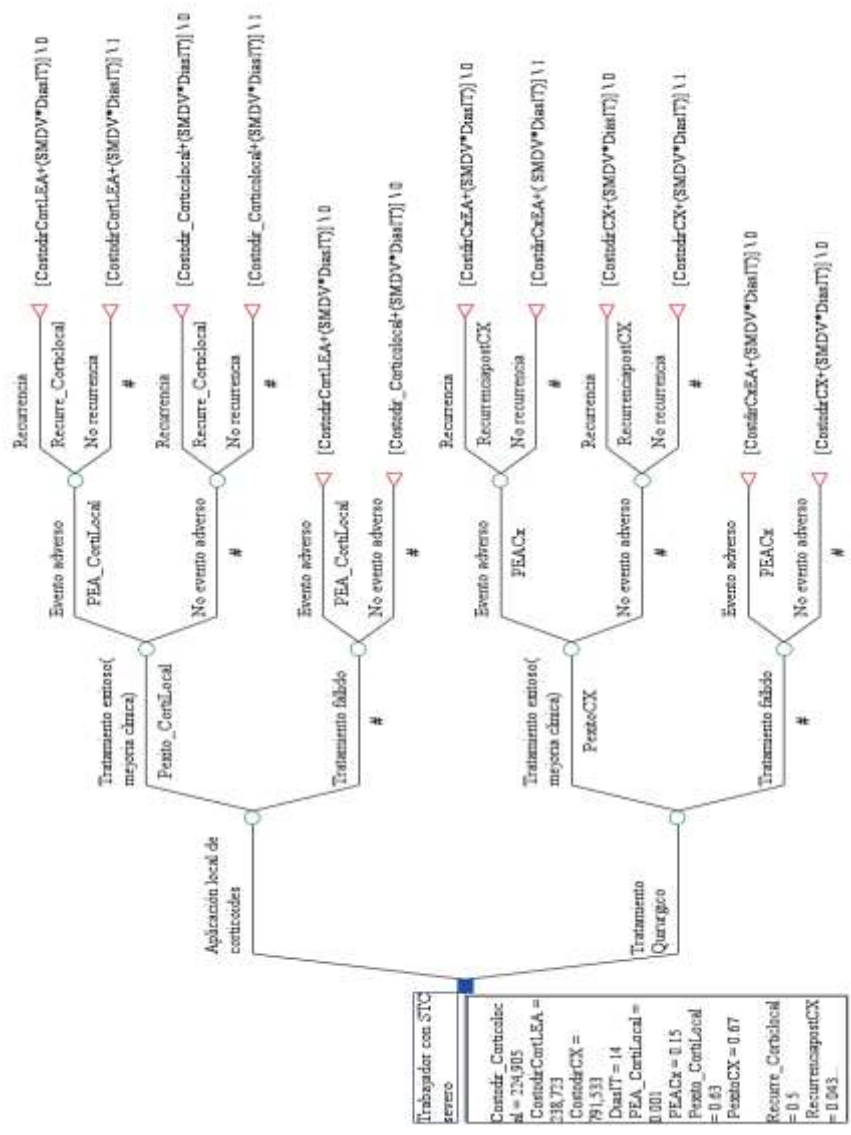 Trabajador con STC
severo
Costodir_Corticoloc
al = 224,905
CostodirCortLEA =
238,723
CostodirCX =
791,533
DiasIT = 14
PEA_CortiLocal =
0.001
PEACx = 0.15
Pexito_CortiLocal
= 0.63
PexitoCX = 0.67
Recurre_Corticlocal
= 0.5
RecurrenciapostCX
= 0.043...
Aplicación local de
corticoides
Tratamiento exitoso(
mejoria clinica)
Pexito_CortiLocal
Evento adverso
PEA_CortiLocal
Recurrencia
Recurre_Corticlocal
[CostodirCortLEA+(SMDV*DiasIT)] \ 0
No recurrencia
#
[CostodirCortLEA+(SMDV*DiasIT)] \ 1
No evento adverso
#
Recurrencia
Recurre_Corticlocal
[Costodir_Corticolocal+(SMDV*DiasIT)] \ 0
No recurrencia
#
[Costodir_Corticolocal+(SMDV*DiasIT)] \ 1
Tratamiento fallido
#
Evento adverso
PEA_CortiLocal
[CostodirCortLEA+(SMDV*DiasIT)] \ 0
No evento adverso
#
[Costodir_Corticolocal+(SMDV*DiasIT)] \ 0
Tratamiento
Quirurgico
Tratamiento exitoso(
mejoria clinica)
PexitoCX
Evento adverso
PEACx
Recurrencia
RecurrenciapostCX
[CostdirCxEA+(SMDV*DiasIT)] \ 0
No recurrencia
#
[CostdirCxEA+( SMDV*DiasIT)] \ 1
No evento adverso
#
Recurrencia
RecurrenciapostCX
[CostodirCX+(SMDV*DiasIT)] \ 0
No recurrencia
#
[CostodirCX+(SMDV*DiasIT)] \ 1
Tratamiento fallido
#
Evento adverso
PEACx
[CostdirCxEA+(SMDV*DiasIT)] \ 0
No evento adverso
#
[CostodirCX+(SMDV*DiasIT)] \ 0